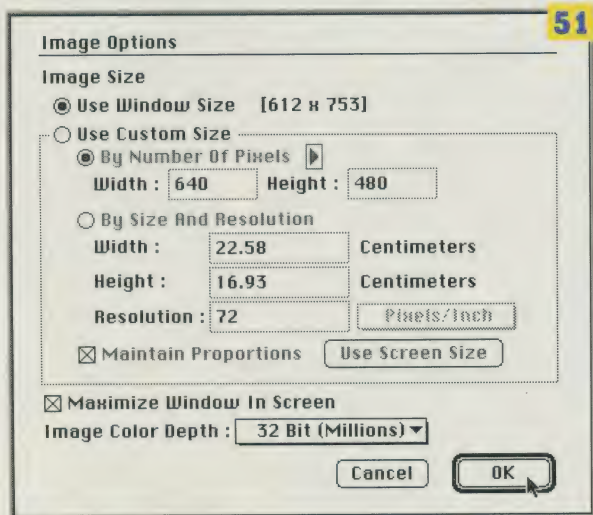 51
Image Options
Image Size
Use Window Size [612 x 753]
Use Custom Size
By Number Of Pixels
Width : 640 Height : 480
By Size And Resolution
Width : 22.58 Centimeters
Height : 16.93 Centimeters
Resolution : 72 Pixels/Inch
Maintain Proportions Use Screen Size
Maximize Window In Screen
Image Color Depth : 32 Bit (Millions)
Cancel OK